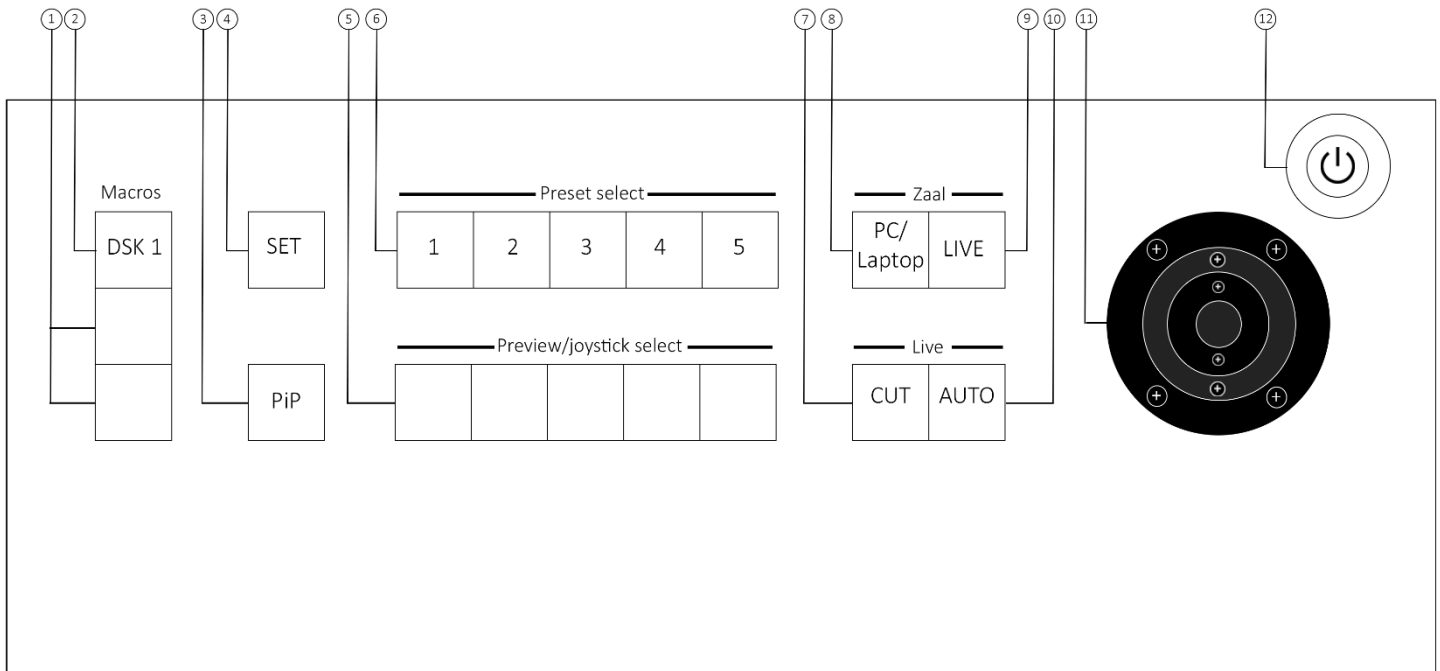 1 2 3 4 5 6 7 8 9 10 11 12
Macros
Preset select
Zaal
DSK 1
SET
1 2 3 4 5
PC/
Laptop
LIVE
Preview/joystick select
Live
PiP
CUT
AUTO